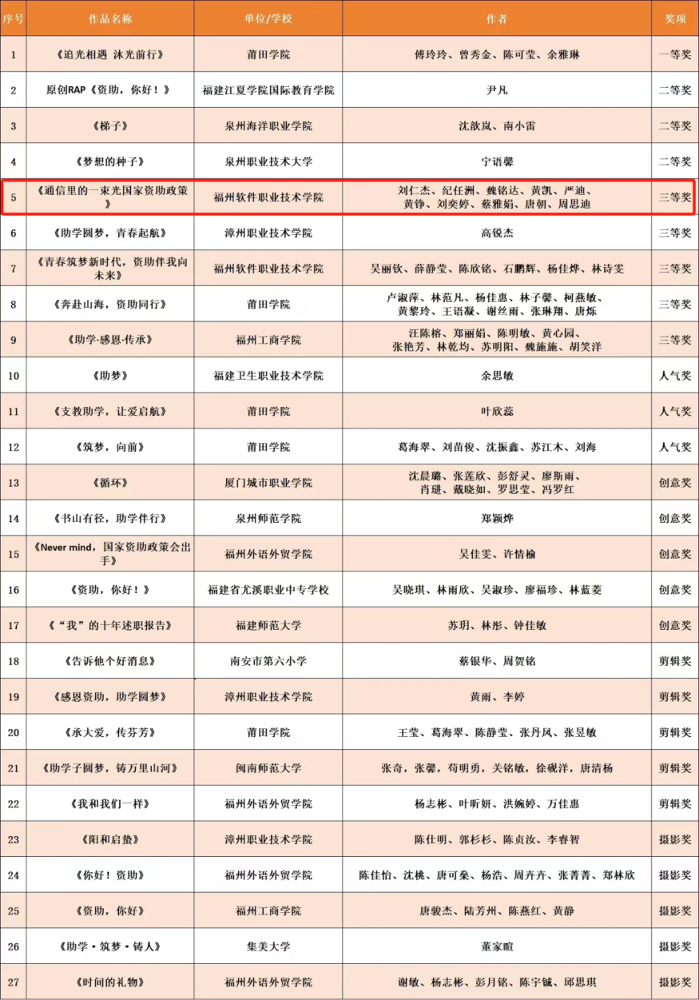 序号 作品名称 单位/学校 作者 奖项
1 《追光相遇 沐光前行》 莆田学院 傅玲玲、曾秀金、陈可莹、余雅琳 一等奖
2 原创RAP《资助，你好！》 福建江夏学院国际教育学院 尹凡 二等奖
3 《梯子》 泉州海洋职业学院 沈歆岚、南小雷 二等奖
4 《梦想的种子》 泉州职业技术大学 宁语馨 二等奖
5 《通信里的一束光国家资助政策
》 福州软件职业技术学院 刘仁杰、纪任洲、魏铭达、黄凯、严迪、
黄铮、刘奕婷、蔡雅娟、唐朝、周思迪 三等奖
6 《助学圆梦，青春起航》 漳州职业技术学院 高锐杰 三等奖
7 《青春筑梦新时代，资助伴我向
未来》 福州软件职业技术学院 吴丽钦、薛静莹、陈欣铭、石鹏辉、杨佳烨、林诗雯 三等奖
8 《奔赴山海，资助同行》 莆田学院 卢淑萍、林范凡、杨佳惠、林子馨、柯燕敏、
黄黎玲、王语凝、谢丝雨、张琳翔、唐烁 三等奖
9 《助学·感恩·传承》 福州工商学院 汪陈榕、郑丽娟、陈明敏、黄心园、
张艳芳、林乾均、苏明阳、魏施施、胡笑洋 三等奖
10 《助梦》 福建卫生职业技术学院 余思敏 人气奖
11 《支教助学，让爱启航》 莆田学院 叶欣蕊 人气奖
12 《筑梦，向前》 莆田学院 葛海翠、刘苗俊、沈振鑫、苏江木、刘海 人气奖
13 《循环》 厦门城市职业学院 沈晨璐、张莲欣、彭舒灵、廖斯雨、
肖琎、戴晓如、罗思莹、冯罗红 创意奖
14 《书山有径，助学伴行》 泉州师范学院 郑颖烨 创意奖
15 《Never mind，国家资助政策会出
手》 福州外语外贸学院 吴佳雯、许情榆 创意奖
16 《资助，你好！》 福建省尤溪职业中专学校 吴晓琪、林雨欣、吴淑珍、廖福珍、林蓝菱 创意奖
17 《“我”的十年述职报告》 福建师范大学 苏玥、林彤、钟佳敏 创意奖
18 《告诉他个好消息》 南安市第六小学 蔡银华、周贺铭 剪辑奖
19 《感恩资助，助学圆梦》 漳州职业技术学院 黄雨、李婷 剪辑奖
20 《承大爱，传芬芳》 莆田学院 王莹、葛海翠、陈静莹、张丹凤、张昱敏 剪辑奖
21 《助学子圆梦，铸万里山河》 闽南师范大学 张奇，张馨，苟明勇，关铭敏，徐砚洋，唐清杨 剪辑奖
22 《我和我们一样》 福州外语外贸学院 杨志彬、叶昕妍、洪婉婷、万佳惠 剪辑奖
23 《阳和启蛰》 漳州职业技术学院 陈仕明、郭杉杉、陈贞汝、李睿智 摄影奖
24 《你好！资助》 福州外语外贸学院 陈佳怡、沈桃、唐可燊、杨浩、周卉卉、张菁菁、郑林欣 摄影奖
25 《资助，你好》 福州工商学院 唐骏杰、陆芳州、陈燕红、黄静 摄影奖
26 《助学·筑梦·铸人》 集美大学 董家暄 摄影奖
27 《时间的礼物》 福州外语外贸学院 谢敏、杨志彬、彭月铭、陈宇铖、邱思琪 摄影奖